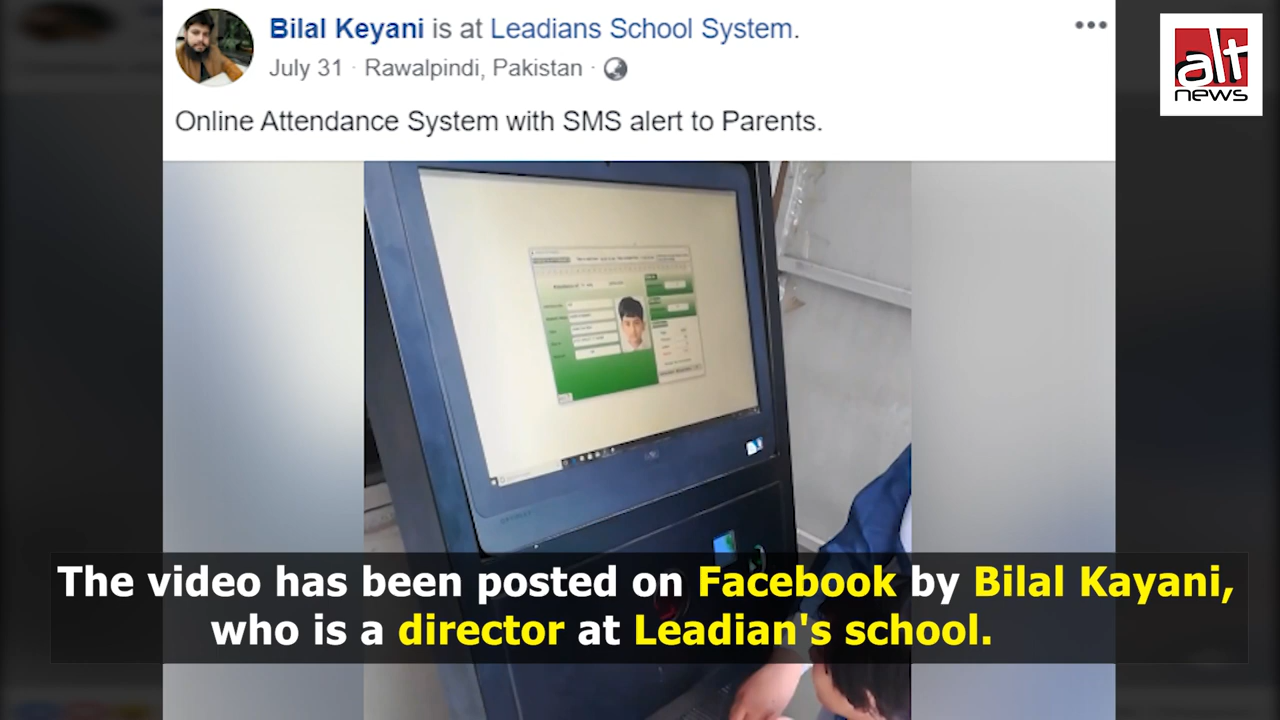 Bilal Keyani is at Leadians School System.
July 31 · Rawalpindi, Pakistan ·
alt
news
Online Attendance System with SMS alert to Parents.
The video has been posted on Facebook by Bilal Kayani,
who is a director at Leadian's school.